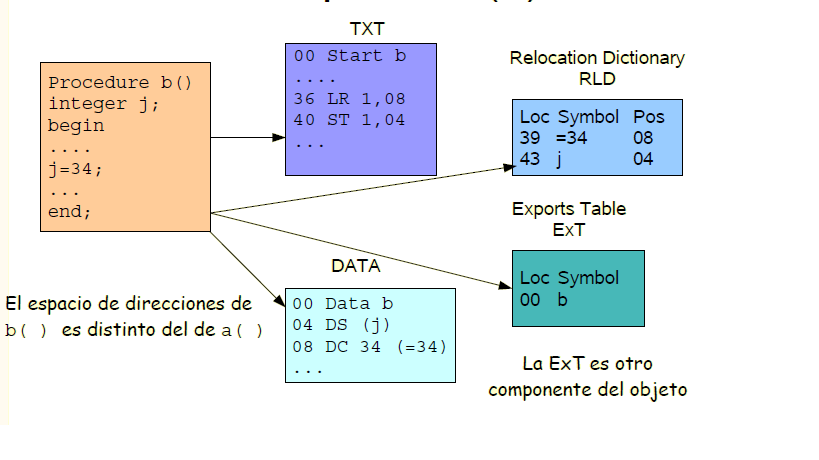 Procedure b()
integer j;
begin
....
j=34;
...
end;
TXT
00 Start b
....
36 LR 1,08
40 ST 1,04
...
Relocation Dictionary
RLD
Loc Symbol Pos
39 =34 08
43 j 04
Exports Table
ExT
Loc Symbol
00 b
DATA
00 Data b
04 DS (j)
08 DC 34 (=34)
...
El espacio de direcciones de
b( ) es distinto del de a( )
La ExT es otro
componente del objeto